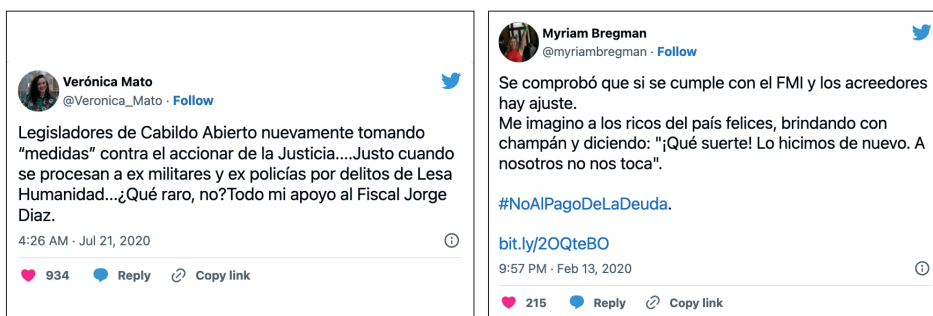 Verónica Mato
@Veronica_Mato · Follow
Legisladores de Cabildo Abierto nuevamente tomando
“medidas” contra el accionar de la Justicia....Justo cuando
se procesan a ex militares y ex policías por delitos de Lesa
Humanidad...¿Qué raro, no?Todo mi apoyo al Fiscal Jorge
Diaz.
4:26 AM · Jul 21, 2020
934 Reply Copy link
Myriam Bregman
@myriambregman · Follow
Se comprobó que si se cumple con el FMI y los acreedores
hay ajuste.
Me imagino a los ricos del país felices, brindando con
champán y diciendo: "¡Qué suerte! Lo hicimos de nuevo. A
nosotros no nos toca".
#NoAlPagoDeLaDeuda.
bit.ly/2OQteBO
9:57 PM · Feb 13, 2020
215 Reply Copy link